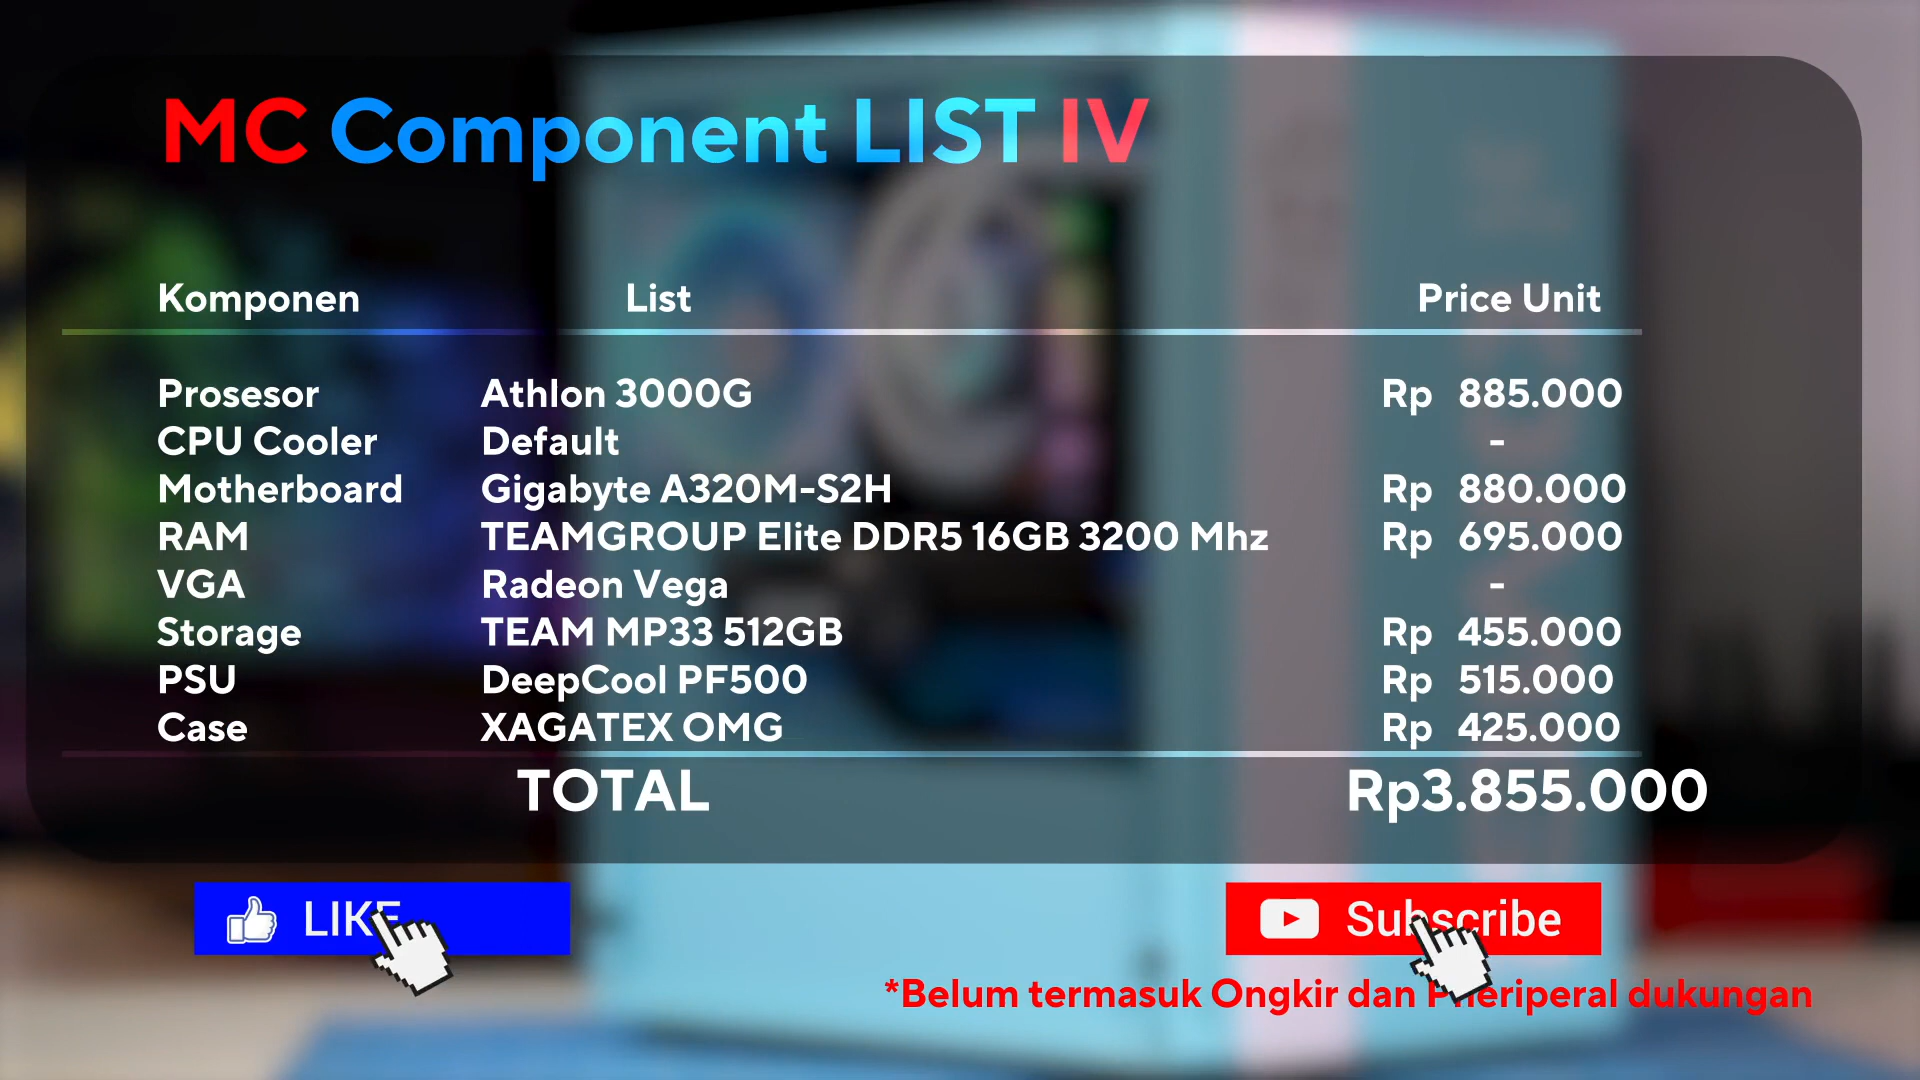 MC Component LIST IV
Komponen List Price Unit
Prosesor Athlon 3000G Rp 885.000
CPU Cooler Default -
Motherboard Gigabyte A320M-S2H Rp 880.000
RAM TEAMGROUP Elite DDR5 16GB 3200 Mhz Rp 695.000
VGA Radeon Vega -
Storage TEAM MP33 512GB Rp 455.000
PSU DeepCool PF500 Rp 515.000
Case XAGATEX OMG Rp 425.000
TOTAL Rp3.855.000
LIKE Subscribe
*Belum termasuk Ongkir dan Pheriperal dukungan